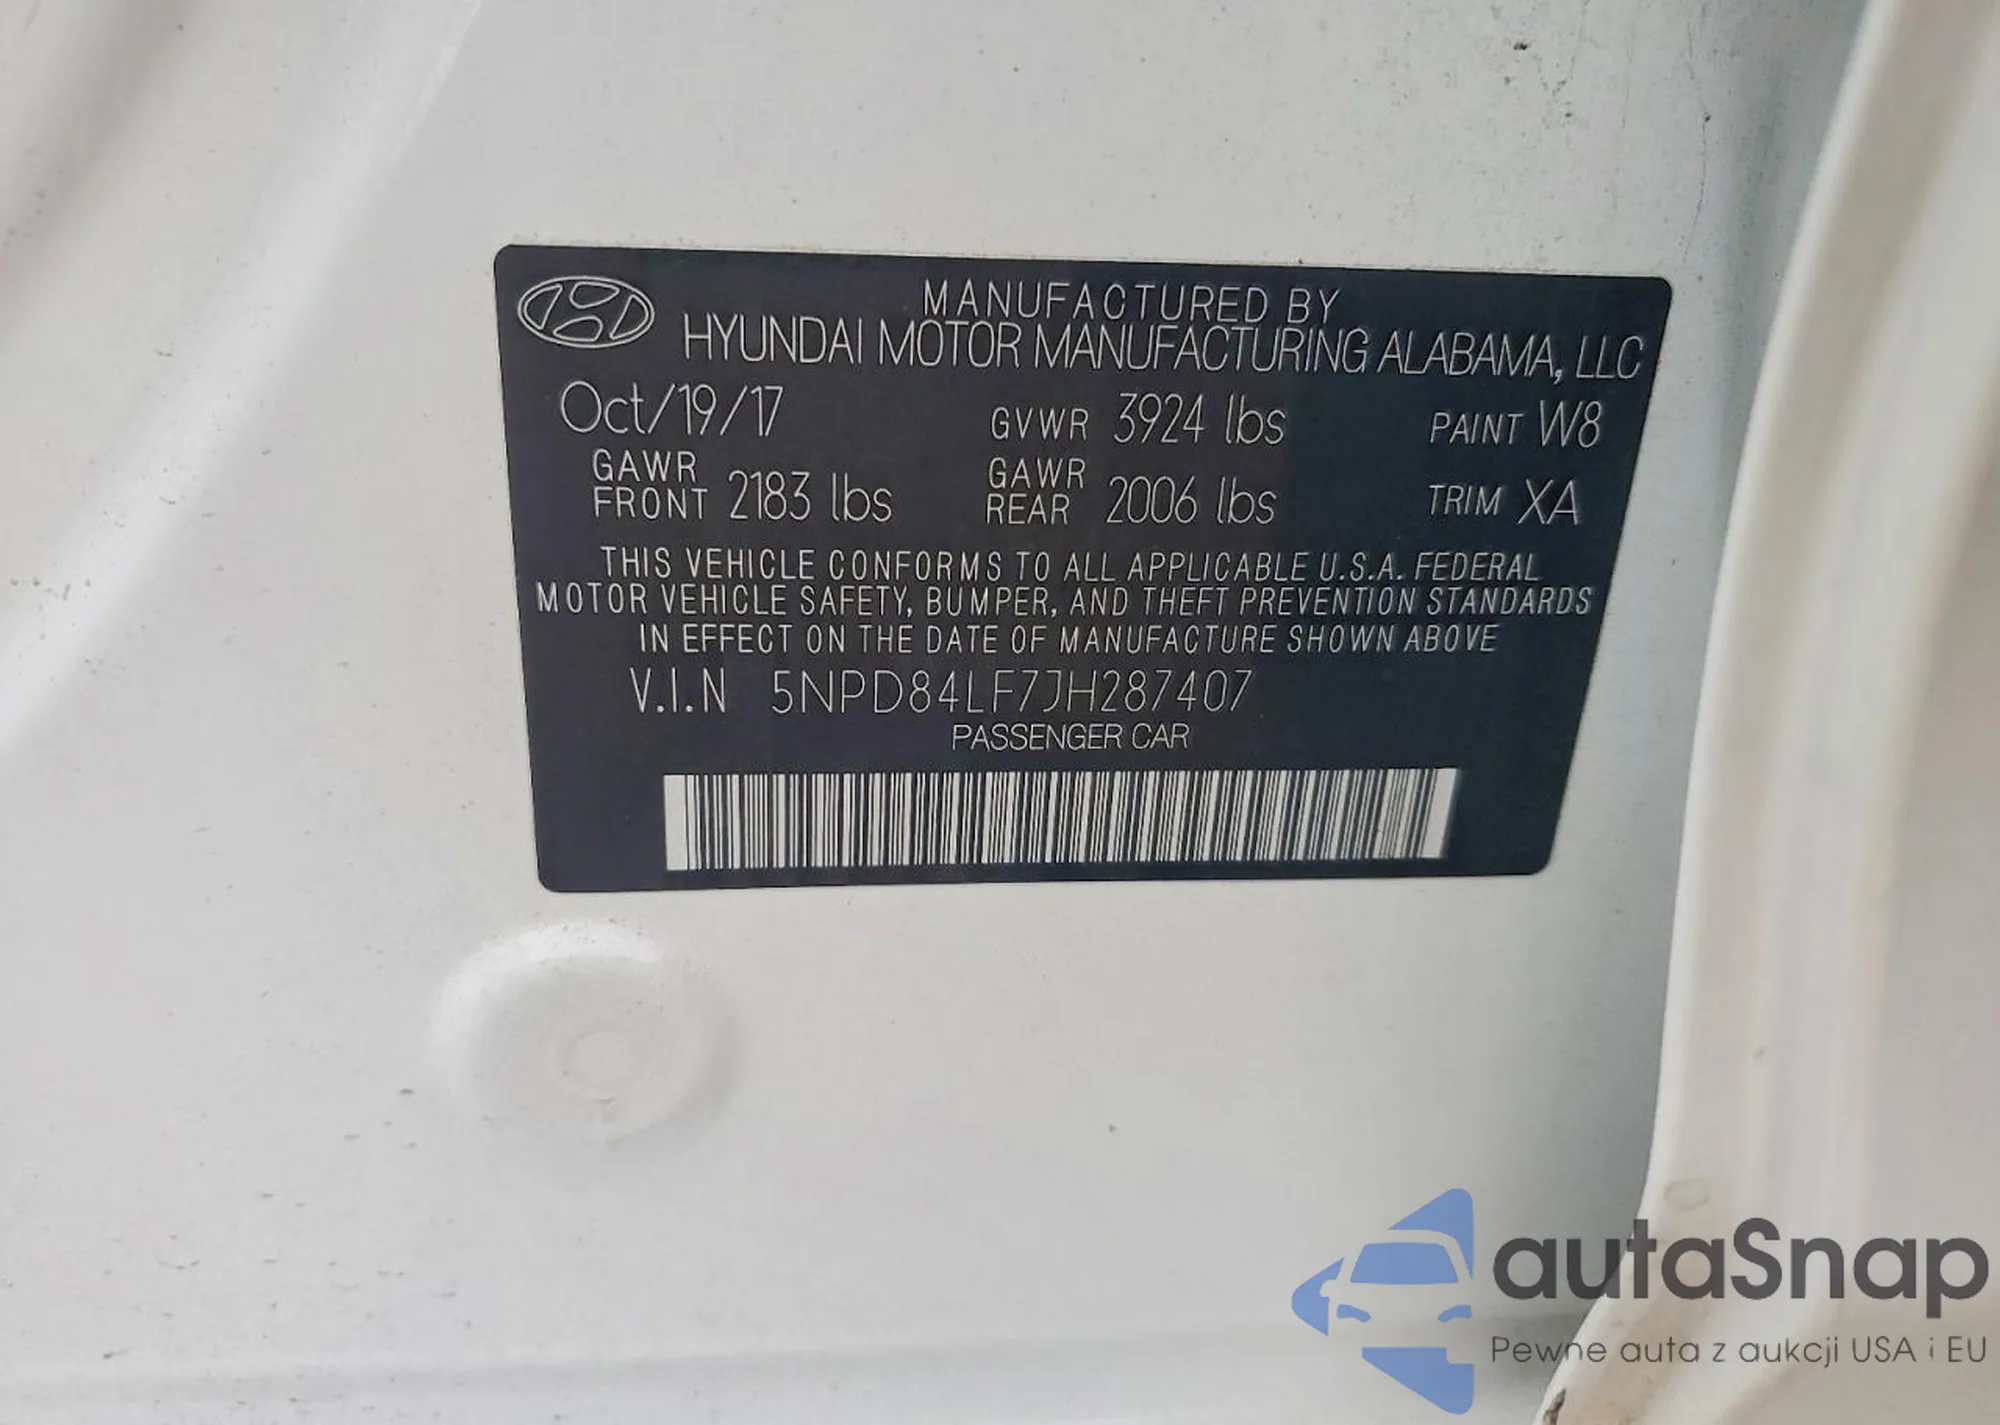 MANUFACTURED BY
HYUNDAI MOTOR MANUFACTURING ALABAMA, LLC
Oct/19/17 GVWR 3924 lbs PAINT W8
GAWR FRONT 2183 lbs GAWR REAR 2006 lbs TRIM XA
THIS VEHICLE CONFORMS TO ALL APPLICABLE U.S.A. FEDERAL
MOTOR VEHICLE SAFETY, BUMPER, AND THEFT PREVENTION STANDARDS
IN EFFECT ON THE DATE OF MANUFACTURE SHOWN ABOVE
V.I.N 5NPD84LF7JH287407
PASSENGER CAR
autaSnap
Pewne auta z aukcji USA i EU